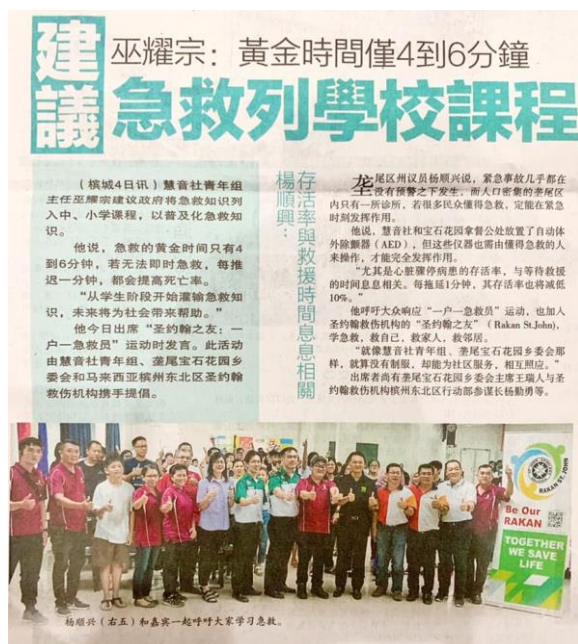 建議
巫耀宗：黃金時間僅4到6分鐘
急救列學校課程
（槟城4日讯）慧音社青年组
主任巫耀宗建议政府将急救知识列
入中、小学课程，以普及化急救知
识。
他说，急救的黄金时间只有4
到6分钟，若无法即时急救，每推
迟一分钟，都会提高死亡率。
“从学生阶段开始灌输急救知
识，未来将为社会带来帮助。”
他今日出席“圣约翰之友：一
户一急救员”运动时发言。此活动
由慧音社青年组、垄尾宝石花园乡
委会和马来西亚槟州东北区圣约翰
救伤机构携手提倡。
楊順興：
存活率與救援時間息息相關
垄尾区州议员杨顺兴说，紧急事故几乎都在
没有预警之下发生，而人口密集的垄尾区
内只有一所诊所，若很多民众懂得急救，定能在紧急
时刻发挥作用。
他说，慧音社和宝石花园拿督公处放置了自动体
外除颤器（AED），但这些仪器也需由懂得急救的人
来操作，才能完全发挥作用。
“尤其是心脏骤停病患的存活率，与等待救援
的时间息息相关。每拖延1分钟，其存活率也将减低
10%。”
他呼吁大众响应“一户一急救员”运动，也加入
圣约翰救伤机构的“圣约翰之友”（Rakan St.John)，
学急救，救自己，救家人，救邻居。
“就像慧音社青年组、垄尾宝石花园乡委会那
样，就算没有制服，却能为社区服务，相互照应。”
出席者尚有垄尾宝石花园乡委会主席王瑞人与圣
约翰救伤机构槟州东北区行动部参谋长杨勤勇等。
RAKAN ST. JOHN
Be Our
RAKAN
TOGETHER
WE SAVE
LIFE
杨顺兴（右五）和嘉宾一起呼吁大家学习急救。